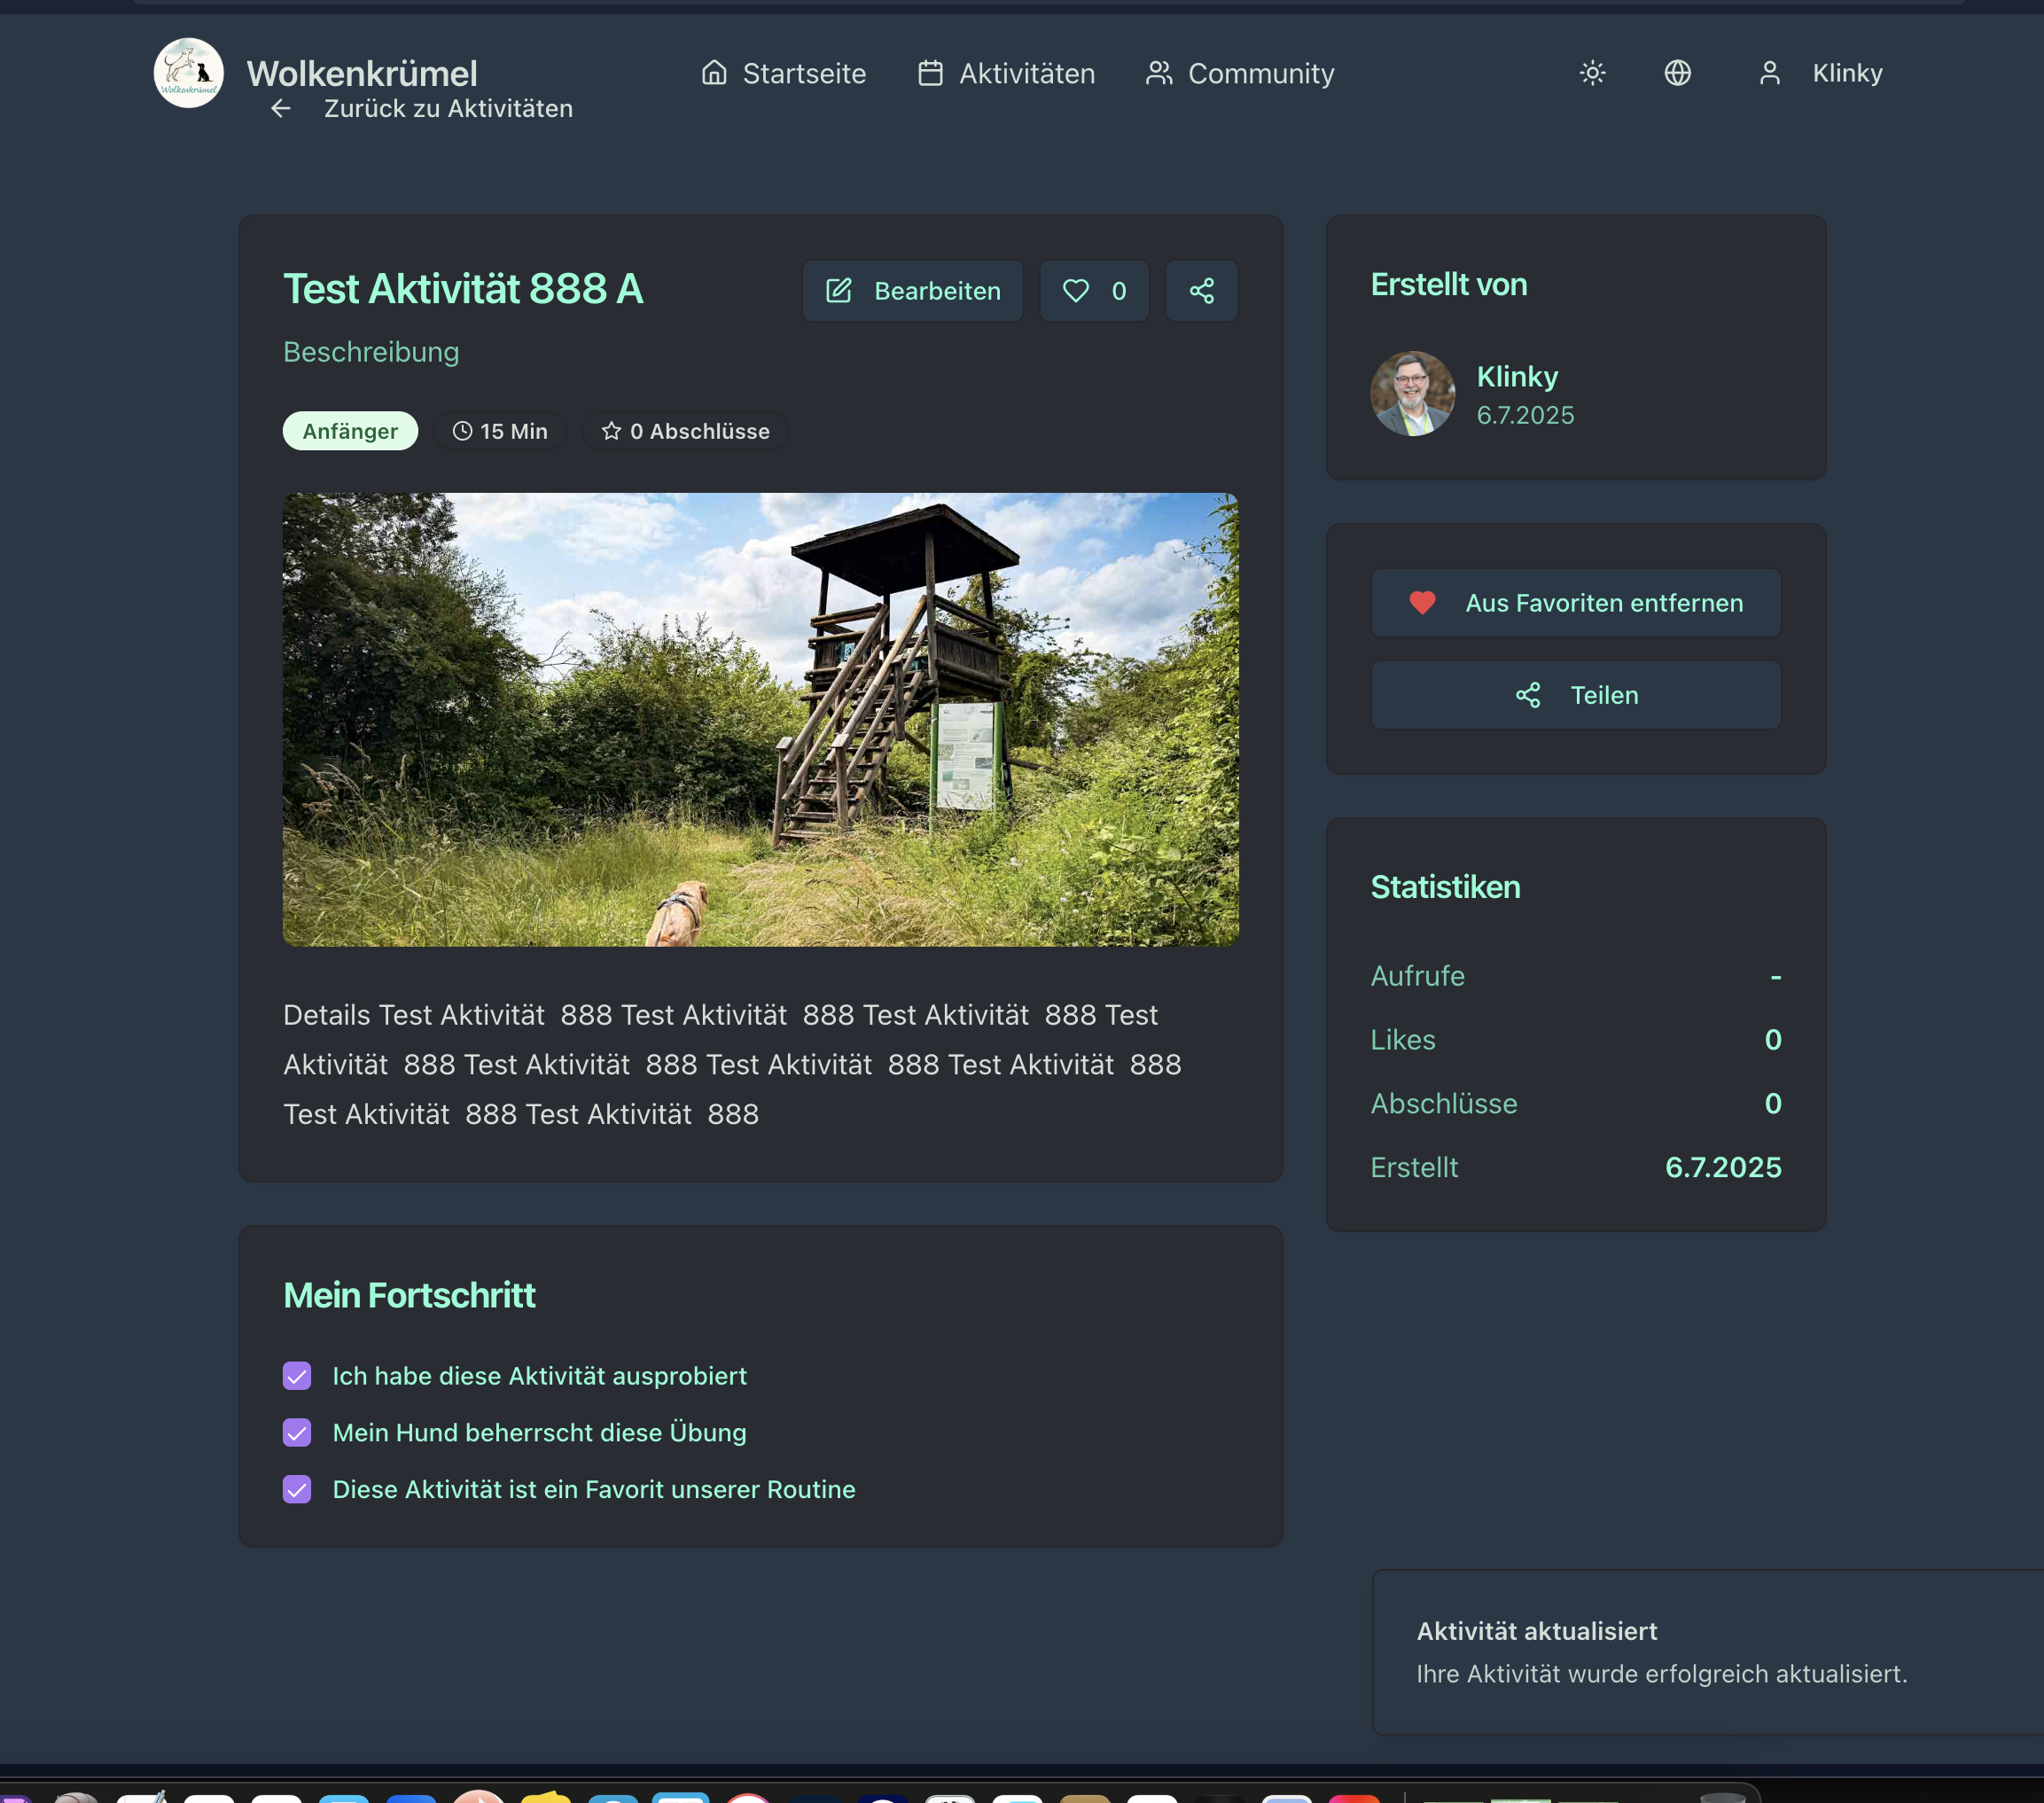 Wolkenkrümel
Wolkenkrümel
Startseite
Aktivitäten
Community
Klinky
Zurück zu Aktivitäten
Test Aktivität 888 A
Bearbeiten
0
Beschreibung
Anfänger
15 Min
0 Abschlüsse
Details Test Aktivität  888 Test Aktivität  888 Test Aktivität  888 Test
Aktivität  888 Test Aktivität  888 Test Aktivität  888 Test Aktivität  888
Test Aktivität  888 Test Aktivität  888
Mein Fortschritt
Ich habe diese Aktivität ausprobiert
Mein Hund beherrscht diese Übung
Diese Aktivität ist ein Favorit unserer Routine
Erstellt von
Klinky
6.7.2025
Aus Favoriten entfernen
Teilen
Statistiken
Aufrufe -
Likes 0
Abschlüsse 0
Erstellt 6.7.2025
Aktivität aktualisiert
Ihre Aktivität wurde erfolgreich aktualisiert.